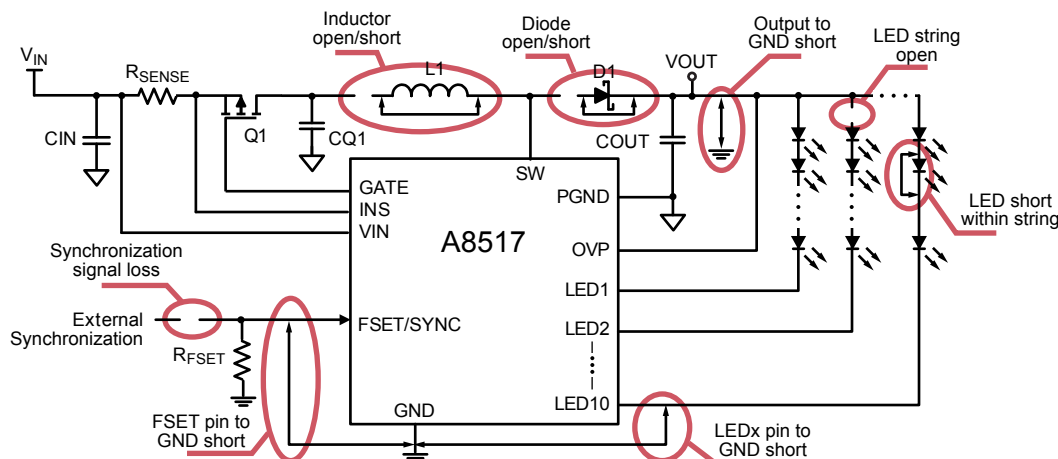 Inductor
open/short
Diode
open/short
Output to
GND short
LED string
open
VIN
RSENSE
L1
D1
VOUT
CIN
Q1
CQ1
COUT
SW
GATE
INS
VIN
PGND
A8517
OVP
LED short
within string
Synchronization
signal loss
LED1
External
Synchronization
FSET/SYNC
LED2
RFSET
LED10
GND
FSET pin to
GND short
LEDx pin to
GND short